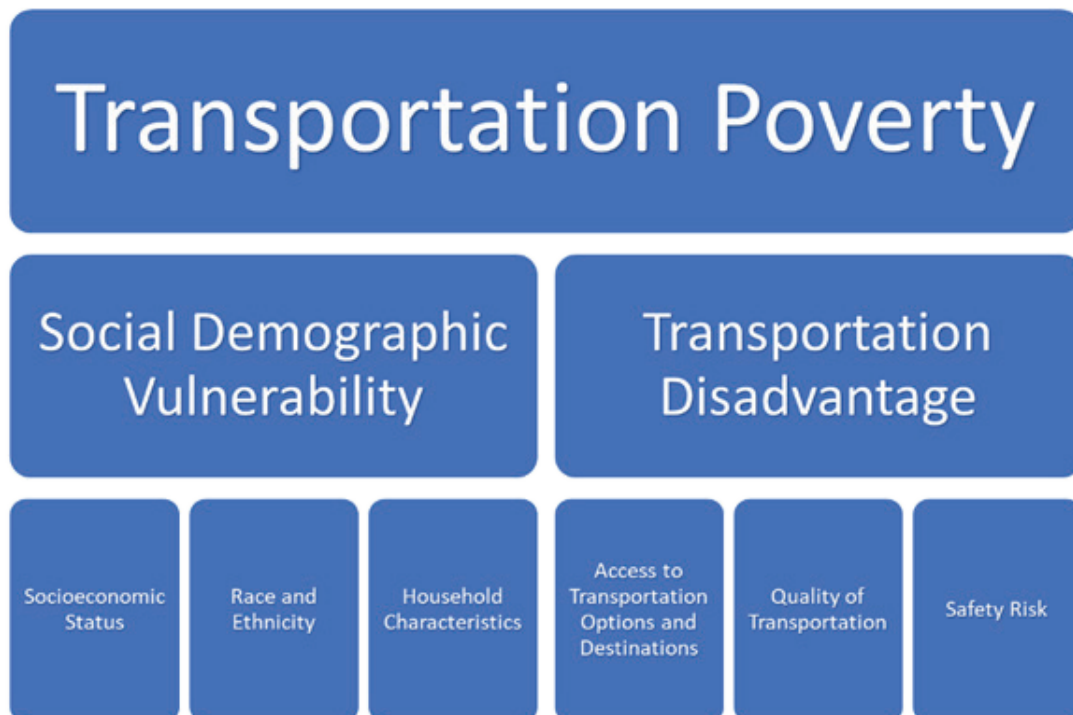 Transportation Poverty
Social Demographic
Vulnerability
Transportation
Disadvantage
Socioeconomic
Status
Race and
Ethnicity
Household
Characteristics
Access to
Transportation
Options and
Destinations
Quality of
Transportation
Safety Risk